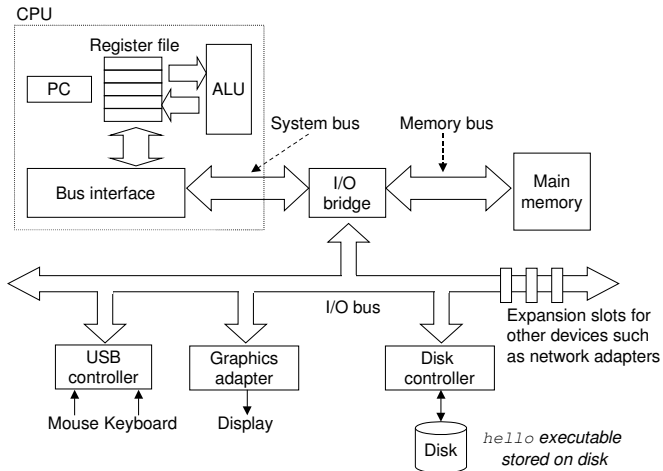 CPU
Register file
PC
ALU
System bus
Memory bus
Bus interface
I/O
bridge
Main
memory
I/O bus
Expansion slots for
other devices such
as network adapters
USB
controller
Graphics
adapter
Disk
controller
Mouse Keyboard
Display
Disk
hello executable
stored on disk